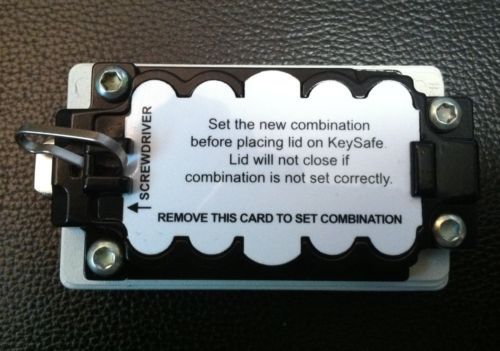 Set the new combination
before placing lid on KeySafe.
Lid will not close if
combination is not set correctly.
SCREWDRIVER
REMOVE THIS CARD TO SET COMBINATION